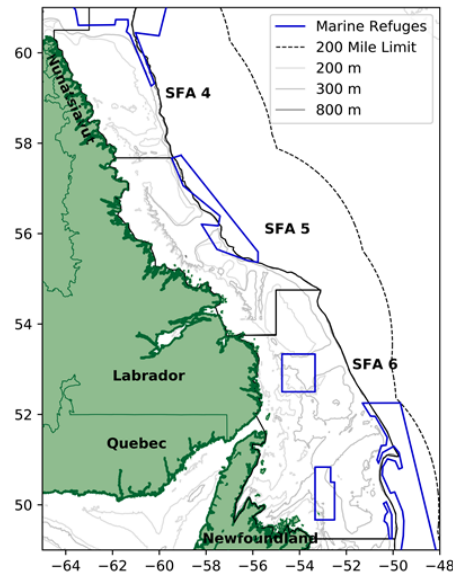 Marine Refuges
200 Mile Limit
200 m
300 m
800 m
SFA 4
Nunatsiavut
SFA 5
SFA 6
Labrador
Quebec
Newfoundland
60
58
56
54
52
50
−64 −62 −60 −58 −56 −54 −52 −50 −48